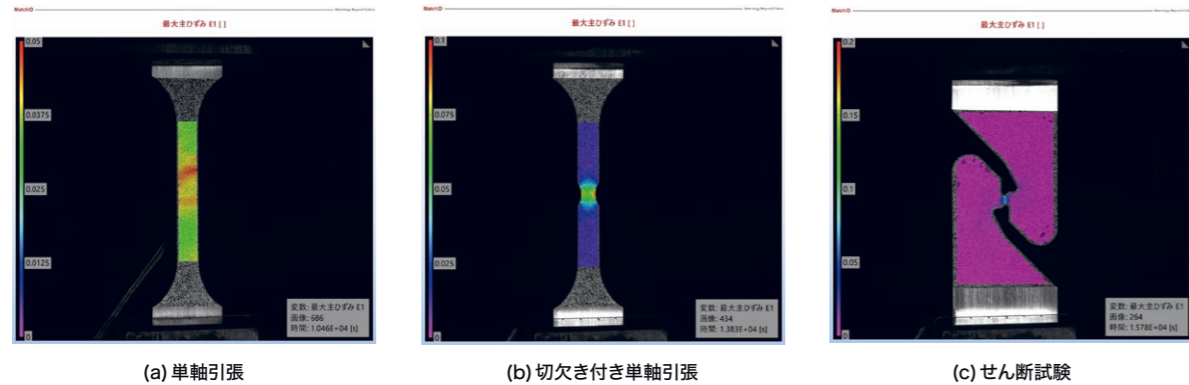 MatchID
最大主ひずみ E1 [ ]
0.05
0.0375
0.025
0.0125
0
変数: 最大主ひずみ E1
画像: 686
時間: 1.046E+04 [s]
(a) 単軸引張
MatchID
最大主ひずみ E1 [ ]
0.1
0.075
0.05
0.025
0
変数: 最大主ひずみ E1
画像: 434
時間: 1.383E+04 [s]
(b) 切欠き付き単軸引張
MatchID
最大主ひずみ E1 [ ]
0.2
0.15
0.1
0.05
0
変数: 最大主ひずみ E1
画像: 264
時間: 1.578E+04 [s]
(c) せん断試験